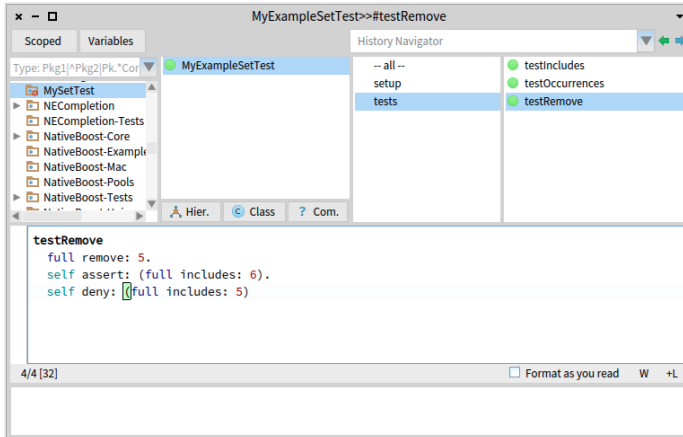 MyExampleSetTest>>#testRemove
Scoped
Variables
History Navigator
Type: Pkg1|^Pkg2|Pk.*Cor
MySetTest
NECompletion
NECompletion-Tests
NativeBoost-Core
NativeBoost-Example
NativeBoost-Mac
NativeBoost-Pools
NativeBoost-Tests
MyExampleSetTest
Hier.
Class
? Com.
-- all --
setup
tests
testIncludes
testOccurrences
testRemove
testRemove
full remove: 5.
self assert: (full includes: 6).
self deny: (full includes: 5)
4/4 [32]
Format as you read
W
+L